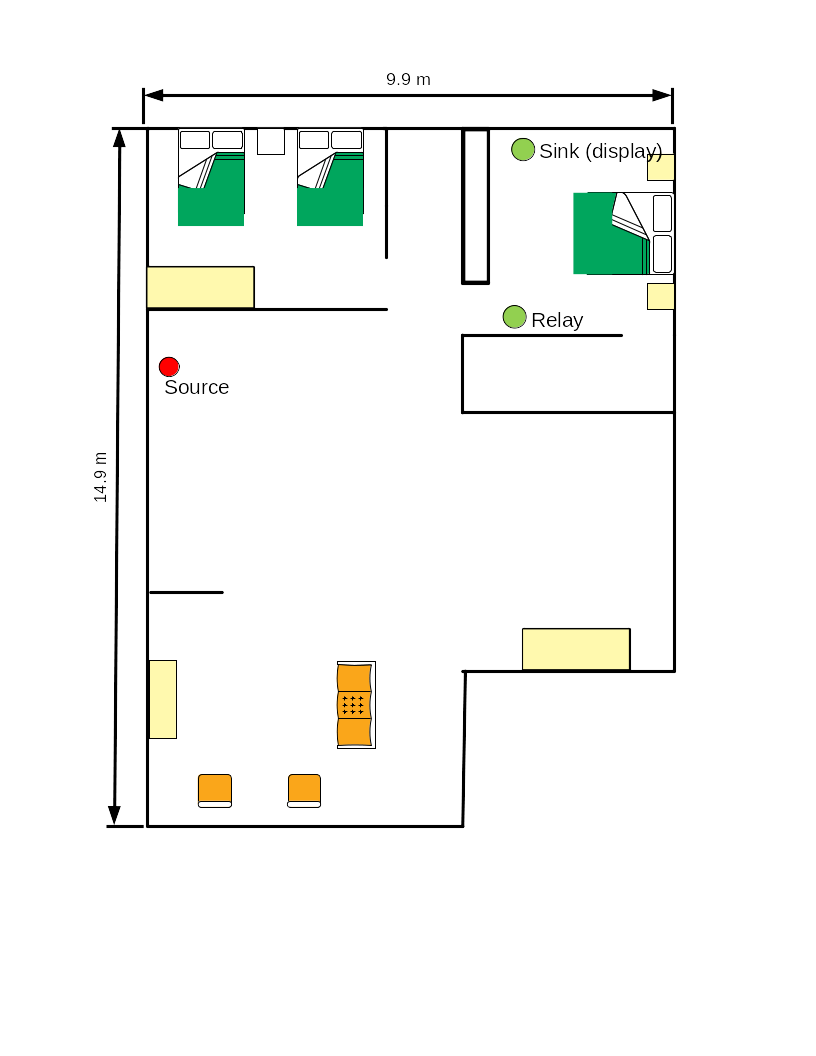 9.9 m
Sink (display)
Relay
Source
14.9 m